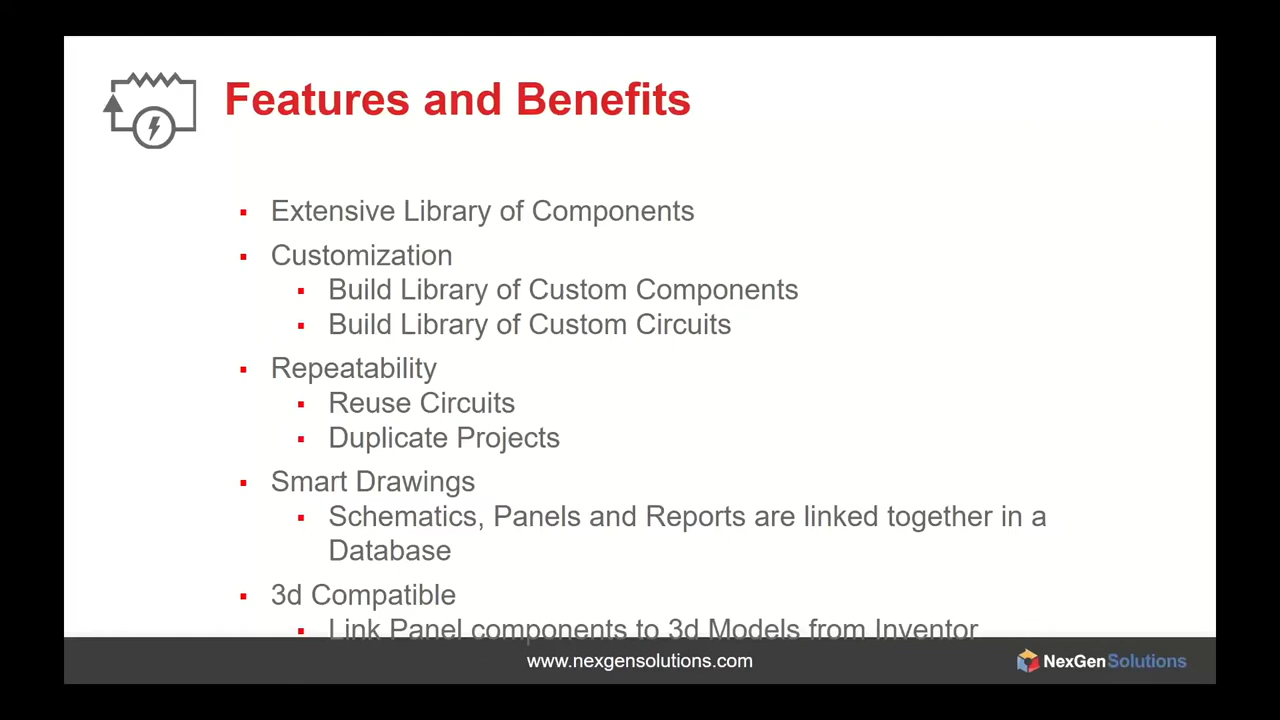 Features and Benefits
Extensive Library of Components
Customization
Build Library of Custom Components
Build Library of Custom Circuits
Repeatability
Reuse Circuits
Duplicate Projects
Smart Drawings
Schematics, Panels and Reports are linked together in a
Database
3d Compatible
Link Panel components to 3d Models from Inventor
www.nexgensolutions.com
NexGenSolutions